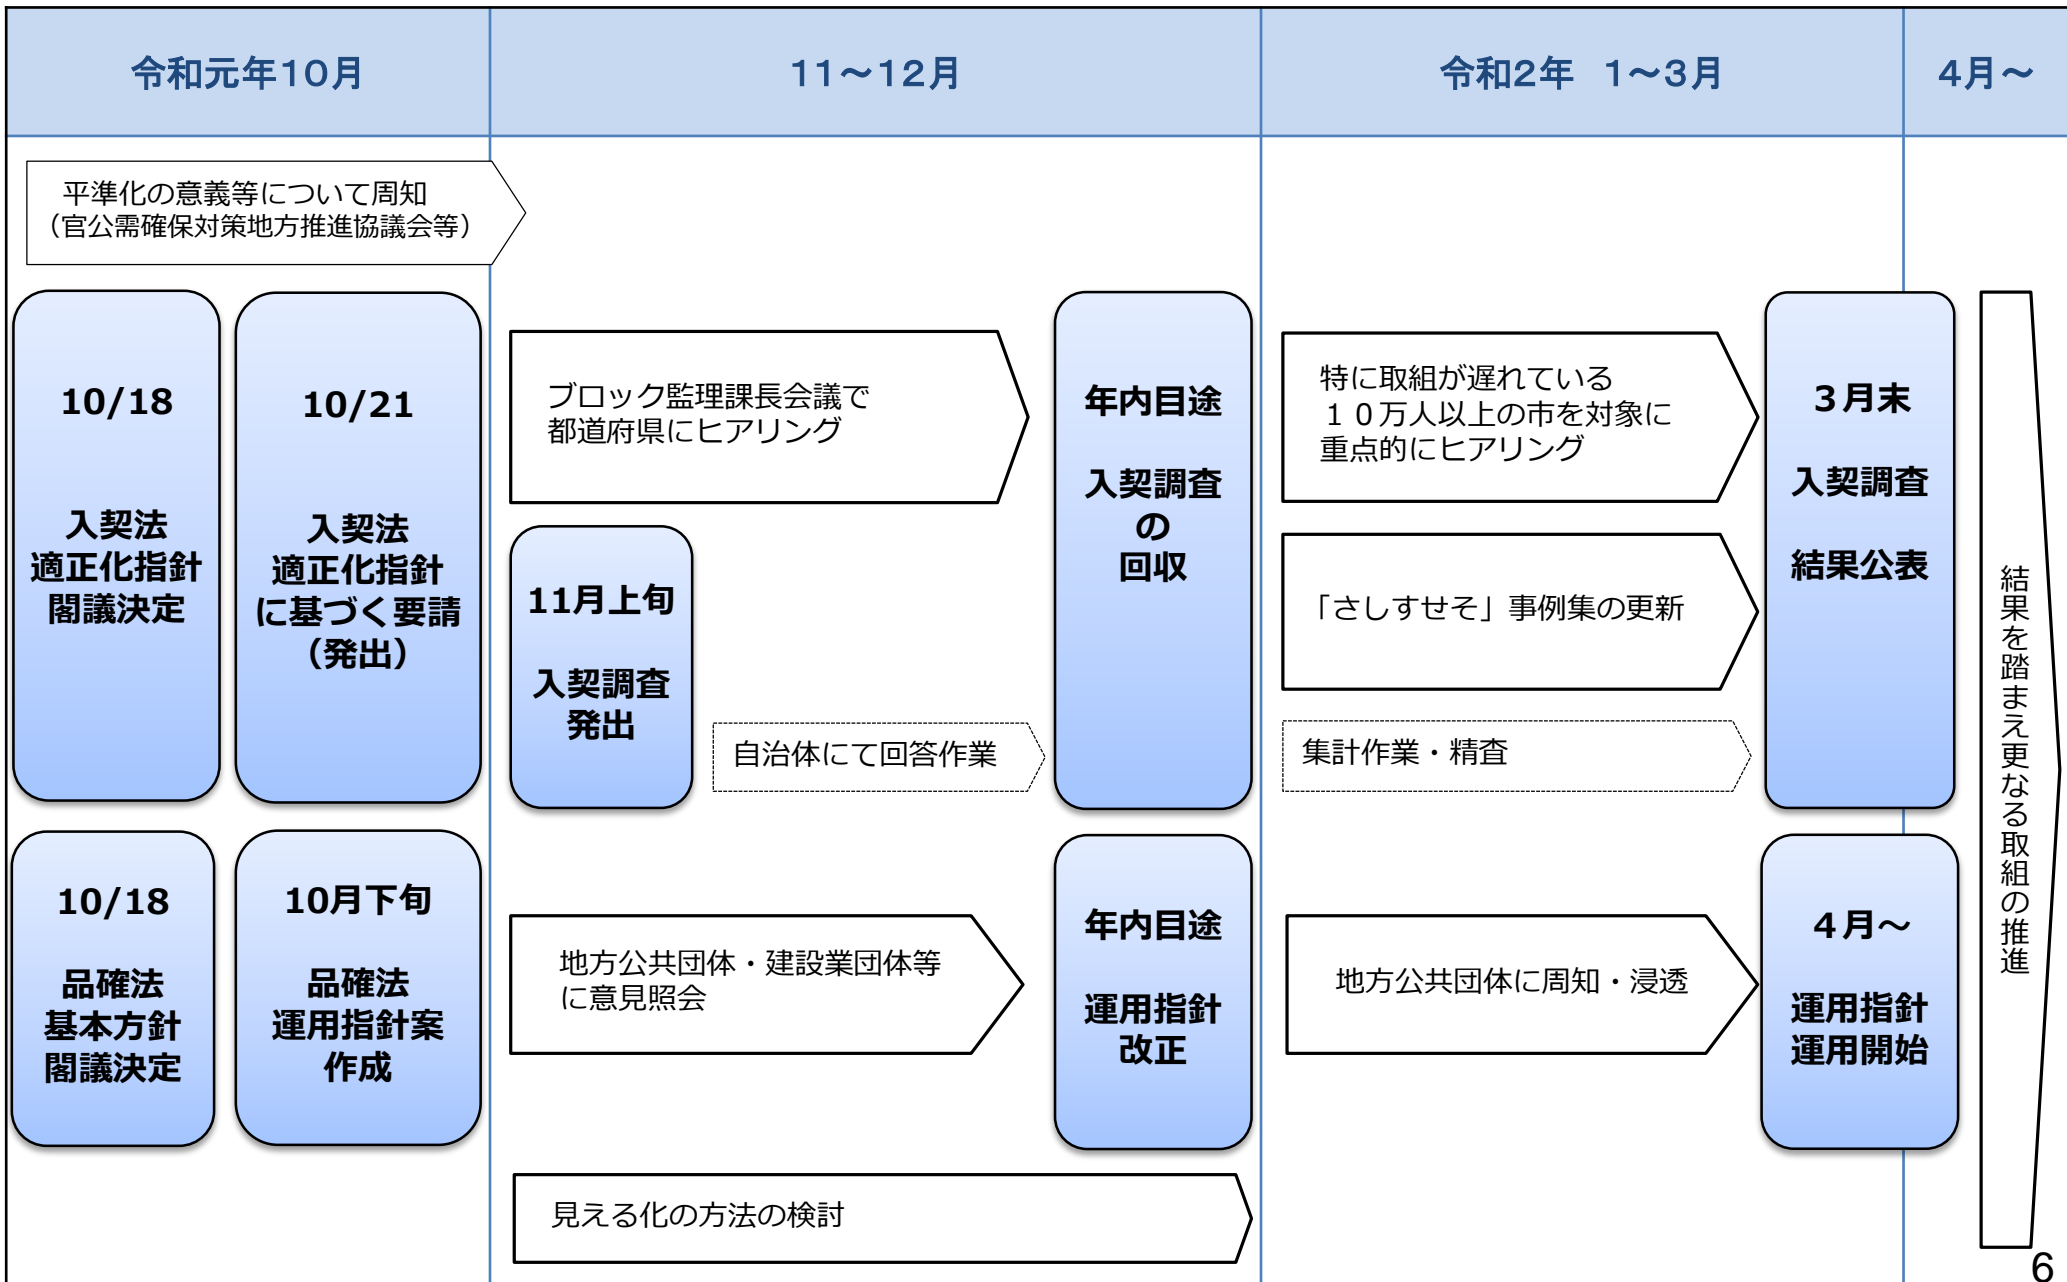 令和元年１０月
１１～１２月
令和２年　１～３月
４月～
平準化の意義等について周知
（官公需確保対策地方推進協議会等）
10/18
入契法
適正化指針
閣議決定
10/21
入契法
適正化指針
に基づく要請
（発出）
ブロック監理課長会議で
都道府県にヒアリング
11月上旬
入契調査
発出
自治体にて回答作業
年内目途
入契調査
の
回収
特に取組が遅れている
１０万人以上の市を対象に
重点的にヒアリング
「さしすせそ」事例集の更新
集計作業・精査
３月末
入契調査
結果公表
10/18
品確法
基本方針
閣議決定
10月下旬
品確法
運用指針案
作成
地方公共団体・建設業団体等
に意見照会
年内目途
運用指針
改正
地方公共団体に周知・浸透
４月～
運用指針
運用開始
結果を踏まえ更なる取組の推進
見える化の方法の検討
6